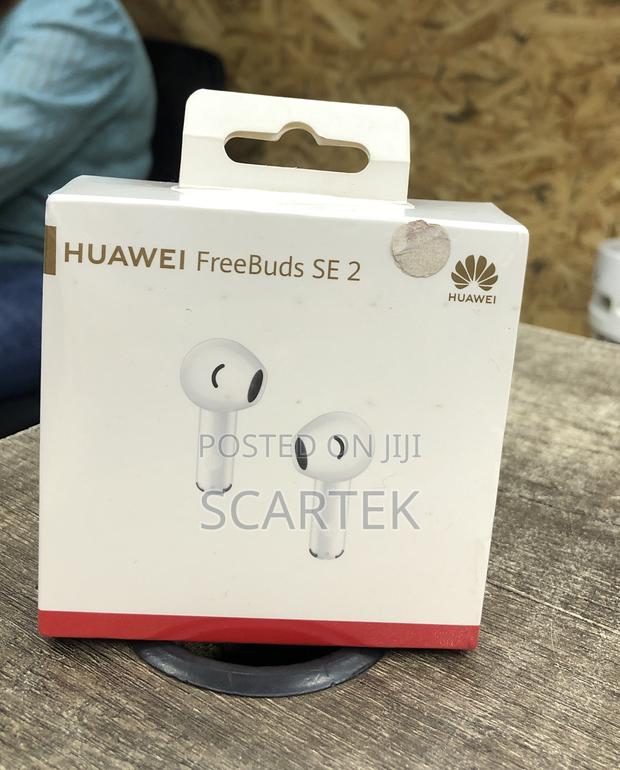 HUAWEI FreeBuds SE 2
HUAWEI
POSTED ON JIJI
SCARTEK